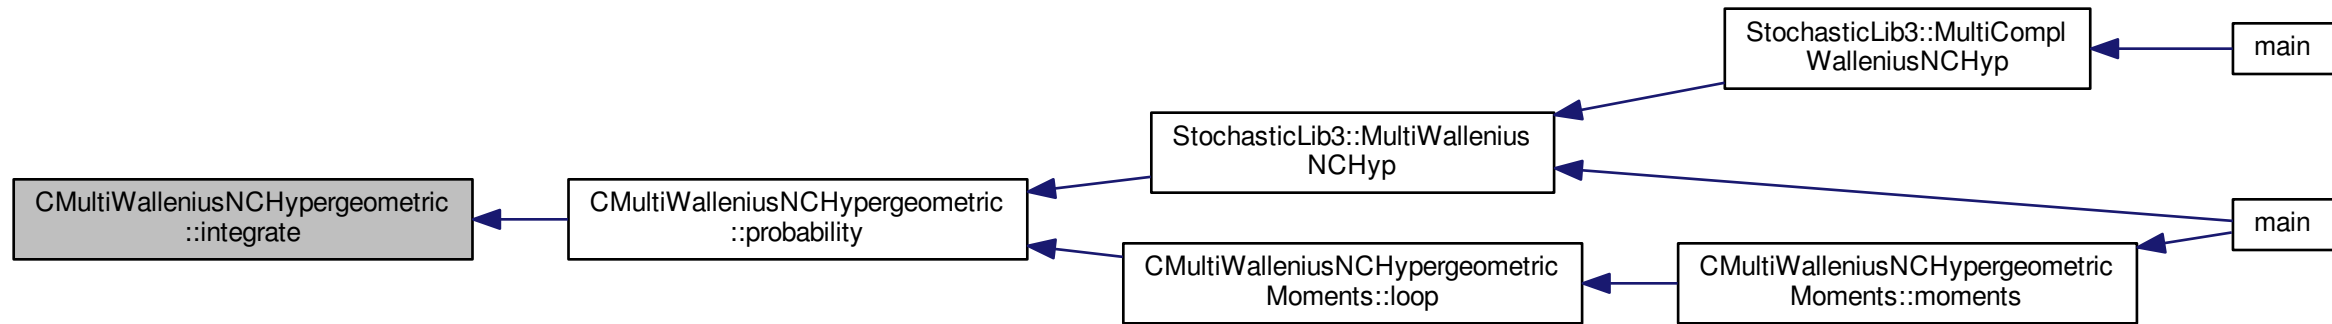 CMultiWalleniusNCHypergeometric
::integrate
CMultiWalleniusNCHypergeometric
::probability
StochasticLib3::MultiWallenius
NCHyp
StochasticLib3::MultiCompl
WalleniusNCHyp
main
CMultiWalleniusNCHypergeometric
Moments::loop
CMultiWalleniusNCHypergeometric
Moments::moments
main